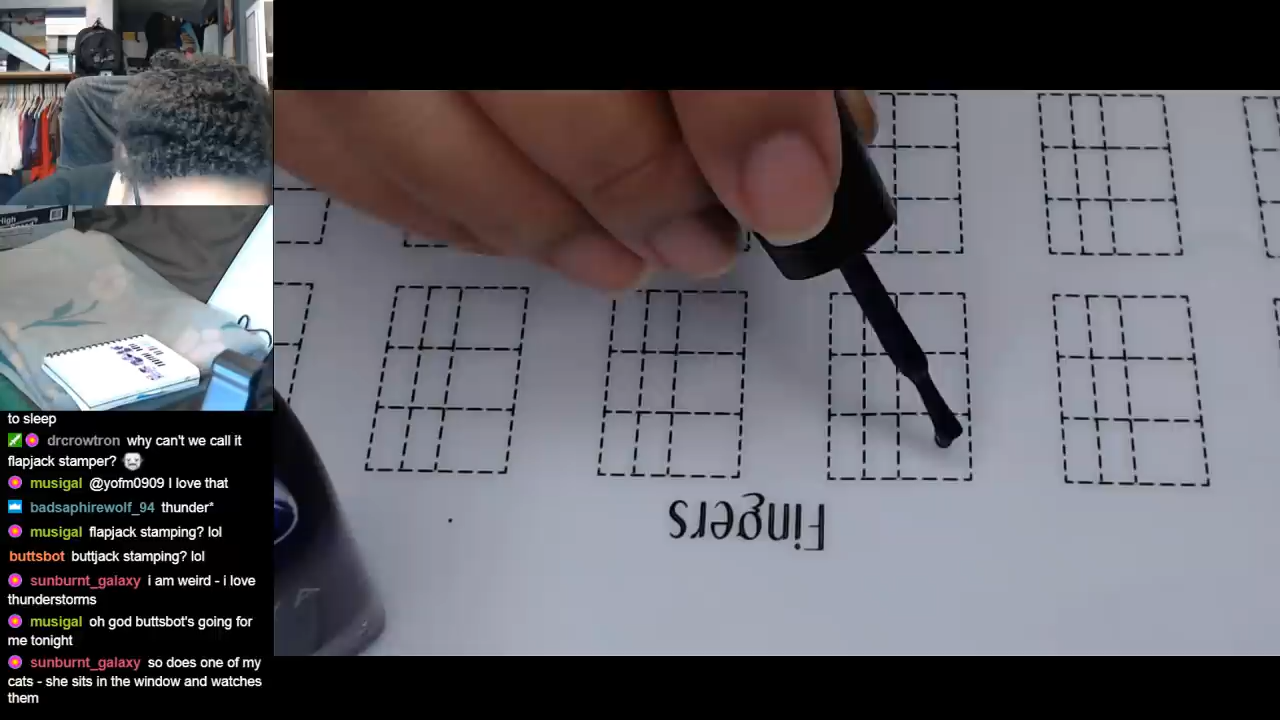 High
to sleep
drcrowtron why can't we call it
flapjack stamper?
musigal @yofm0909 I love that
badsaphirewolf_94 thunder*
musigal flapjack stamping? lol
buttsbot buttjack stamping? lol
sunburnt_galaxy i am weird - i love
thunderstorms
musigal oh god buttsbot's going for
me tonight
sunburnt_galaxy so does one of my
cats - she sits in the window and watches
them
Fingers